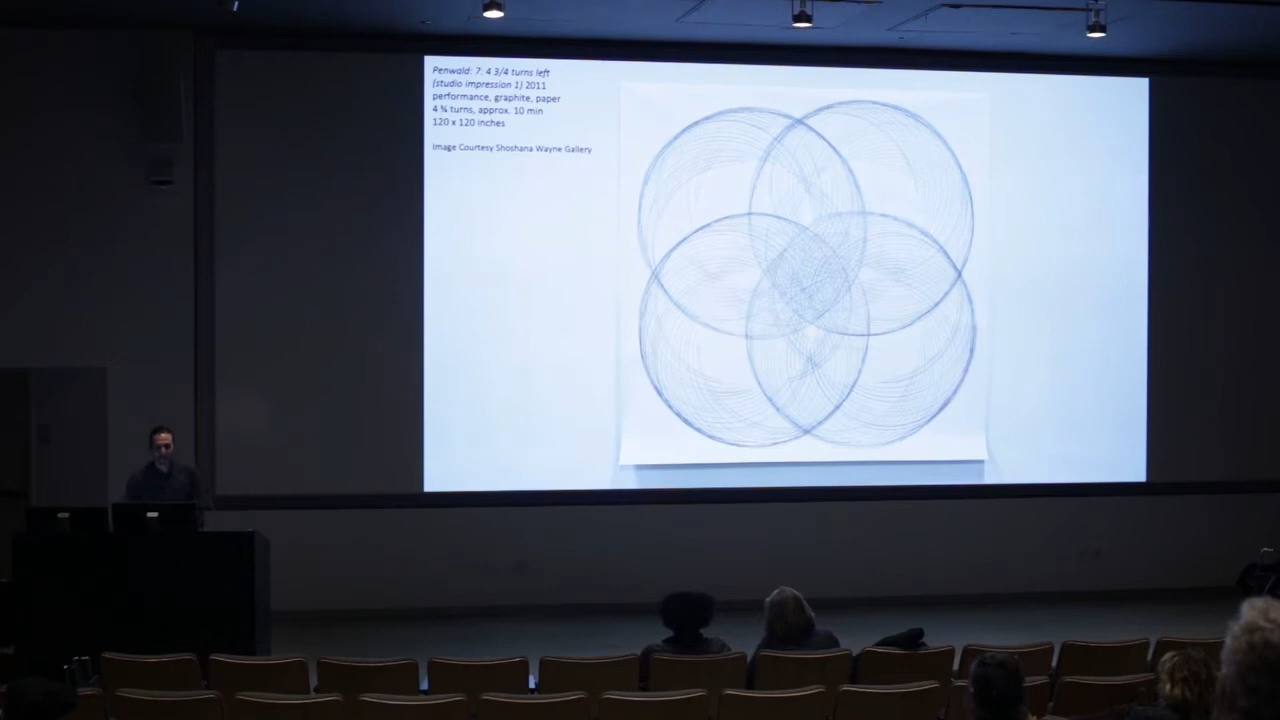 Penwald: 7: 4 3/4 turns left
(studio impression 1) 2011
performance, graphite, paper
4 ¾ turns, approx. 10 min
120 x 120 inches
Image Courtesy Shoshana Wayne Gallery